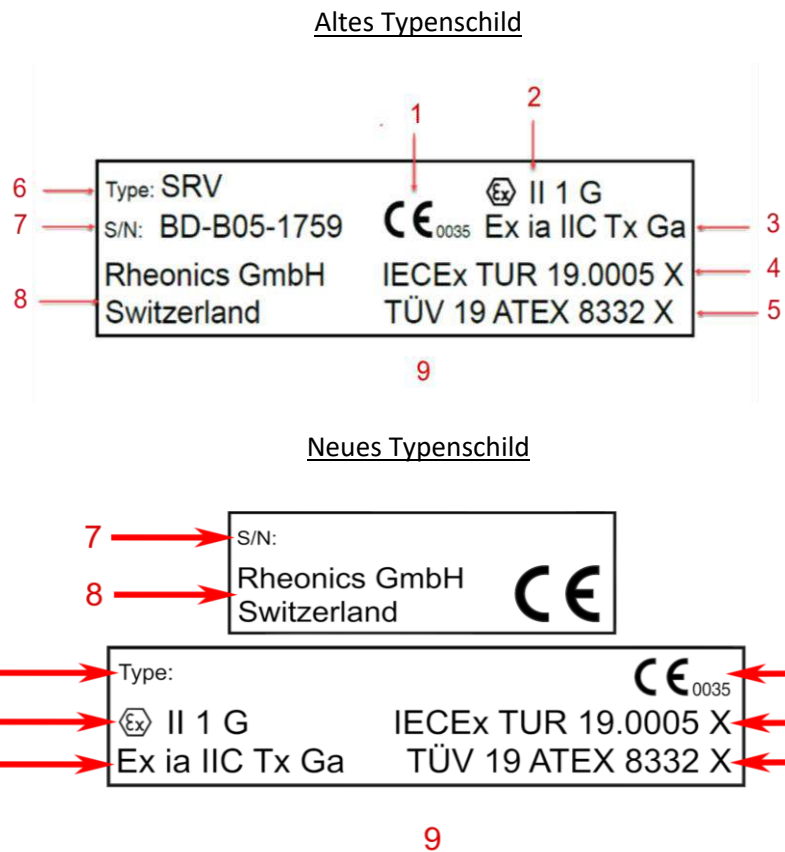 Altes Typenschild
1
2
6 Type: SRV Ex II 1 G
7 S/N: BD-B05-1759 CE 0035 Ex ia IIC Tx Ga 3
Rheonics GmbH IECEx TUR 19.0005 X 4
8 Switzerland TÜV 19 ATEX 8332 X 5
9
Neues Typenschild
7 S/N:
8 Rheonics GmbH CE
Switzerland
Type: CE 0035
Ex II 1 G IECEx TUR 19.0005 X
Ex ia IIC Tx Ga TÜV 19 ATEX 8332 X
9